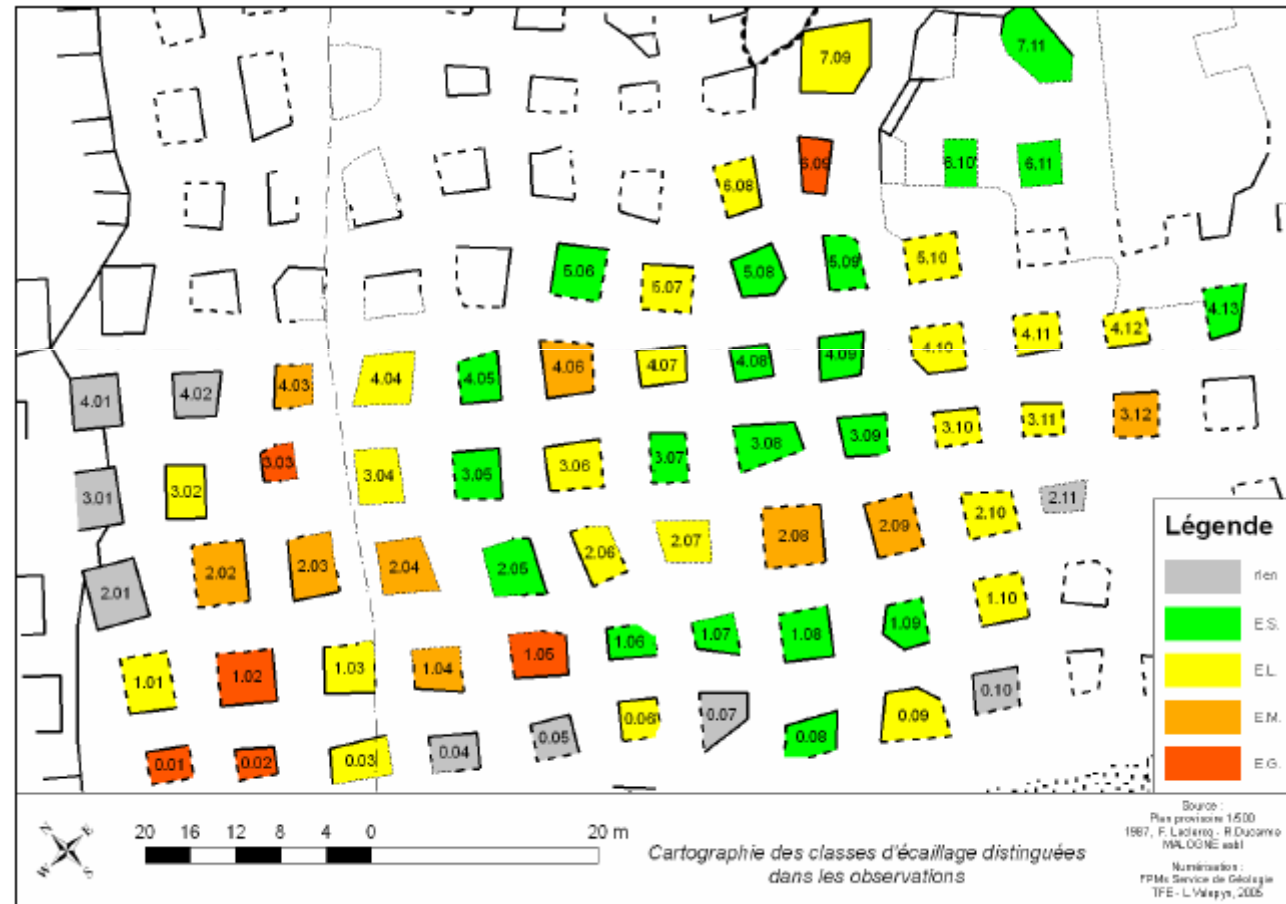 7.09 7.11
6.08 6.09 6.10 6.11
5.06 5.07 5.08 5.09 5.10
4.01 4.02 4.03 4.04 4.05 4.06 4.07 4.08 4.09 4.10 4.11 4.12 4.13
3.01 3.02 3.03 3.04 3.05 3.06 3.07 3.08 3.09 3.10 3.11 3.12
2.01 2.02 2.03 2.04 2.05 2.06 2.07 2.08 2.09 2.10 2.11
1.01 1.02 1.03 1.04 1.05 1.06 1.07 1.08 1.09 1.10
0.01 0.02 0.03 0.04 0.05 0.06 0.07 0.08 0.09 0.10
Légende
rien
E.S.
E.L.
E.M.
E.G.
N E
W S
20 16 12 8 4 0 20 m
Cartographie des classes d'écaillage distinguées
dans les observations
Source :
Plan provisoire 1/500
1987, F. Leclercq - R.Ducarme
MALOGNE asbl
Numérisation :
FPMs Service de Géologie
TFE - L. 2005